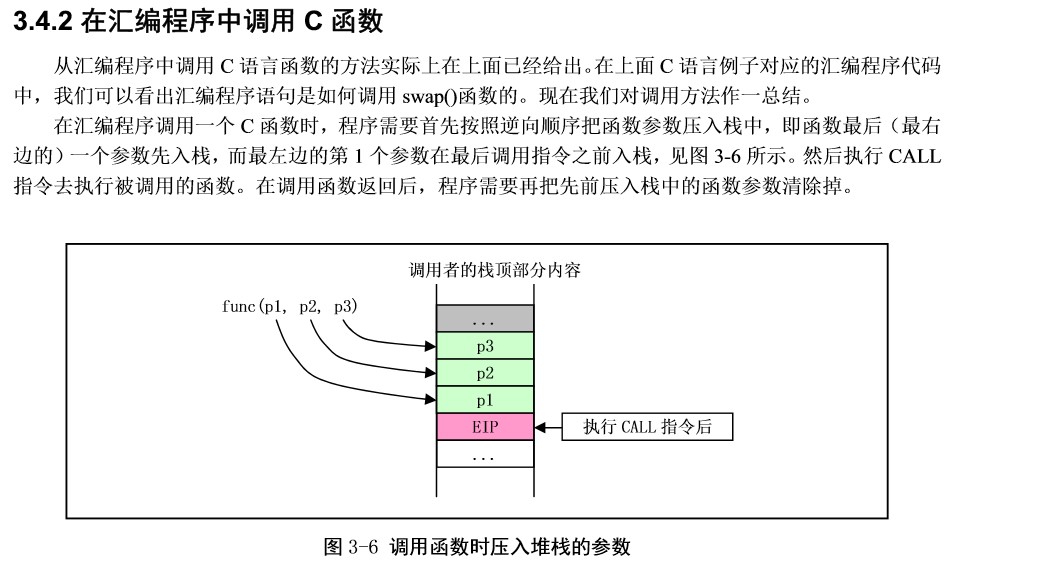 3.4.2 在汇编程序中调用 C 函数
从汇编程序中调用 C 语言函数的方法实际上在上面已经给出。在上面 C 语言例子对应的汇编程序代码
中，我们可以看出汇编程序语句是如何调用 swap()函数的。现在我们对调用方法作一总结。
在汇编程序调用一个 C 函数时，程序需要首先按照逆向顺序把函数参数压入栈中，即函数最后（最右
边的）一个参数先入栈，而最左边的第 1 个参数在最后调用指令之前入栈，见图 3-6 所示。然后执行 CALL
指令去执行被调用的函数。在调用函数返回后，程序需要再把先前压入栈中的函数参数清除掉。
调用者的栈顶部分内容
func(p1, p2, p3)
...
p3
p2
p1
EIP
执行 CALL 指令后
...
图 3-6 调用函数时压入堆栈的参数